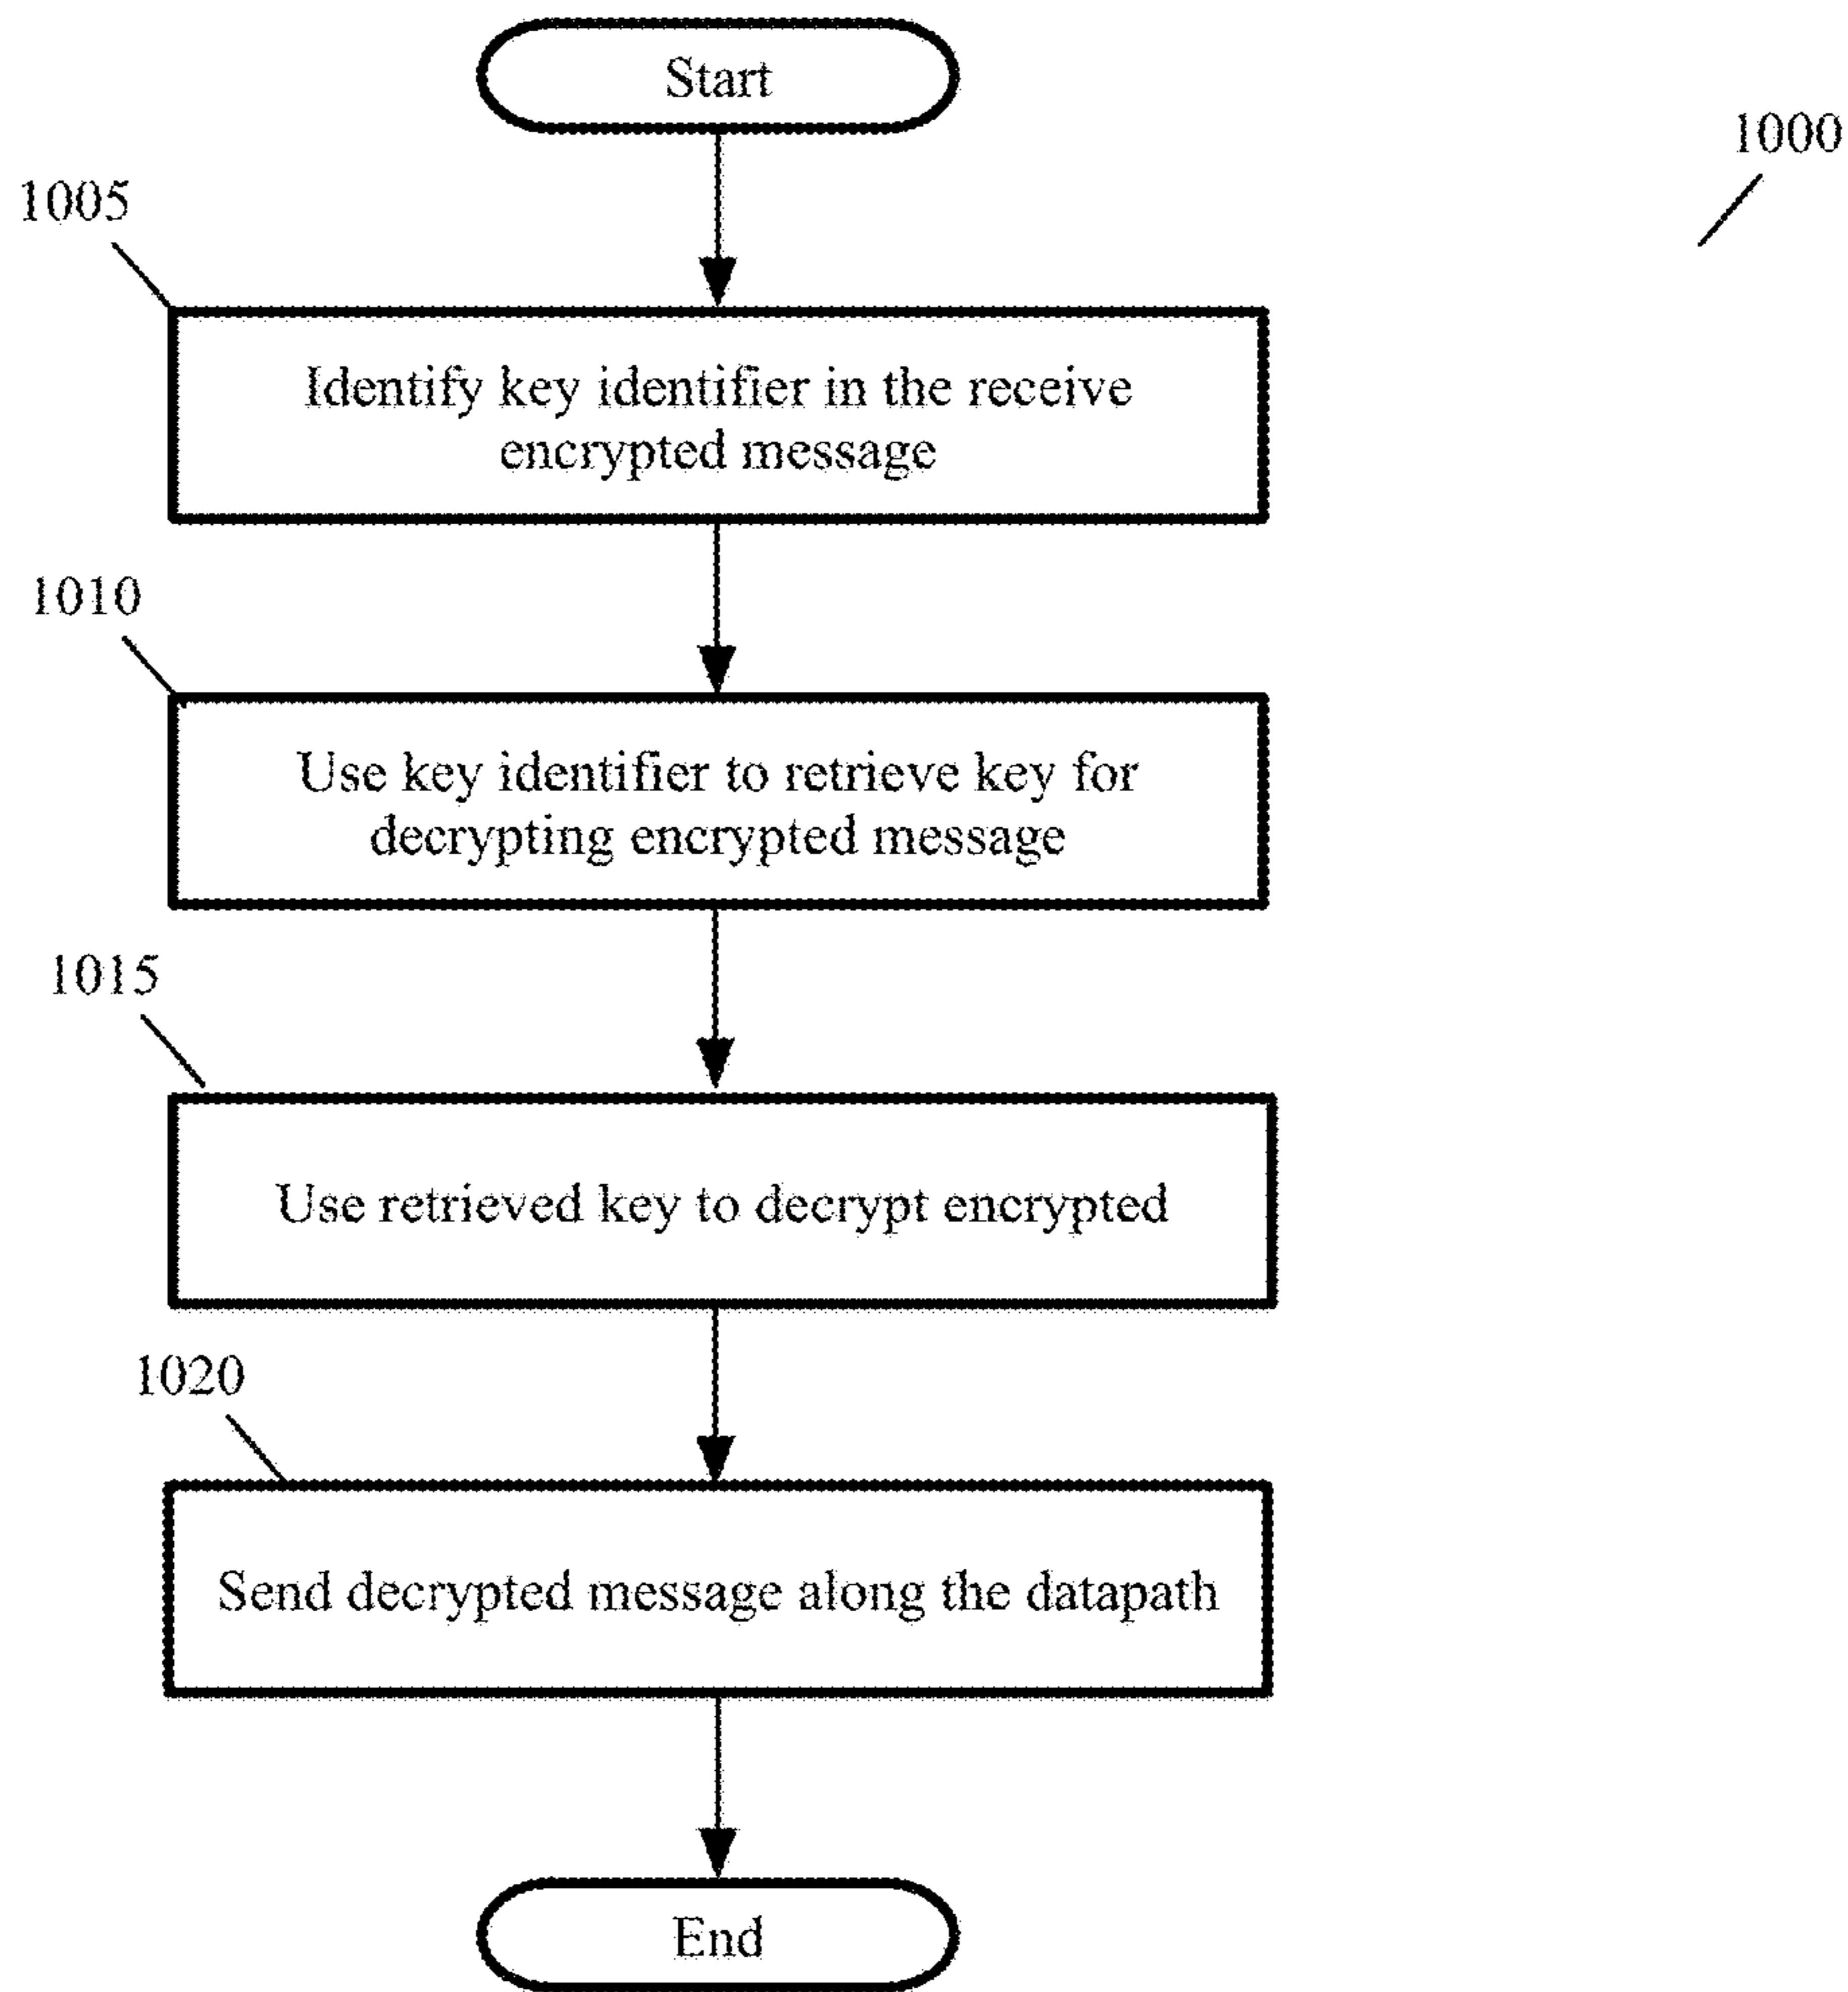 Start
1000
1005
Identify key identifier in the receive
encrypted message
1010
Use key identifier to retrieve key for
decrypting encrypted message
1015
Use retrieved key to decrypt encrypted
1020
Send decrypted message along the datapath
End